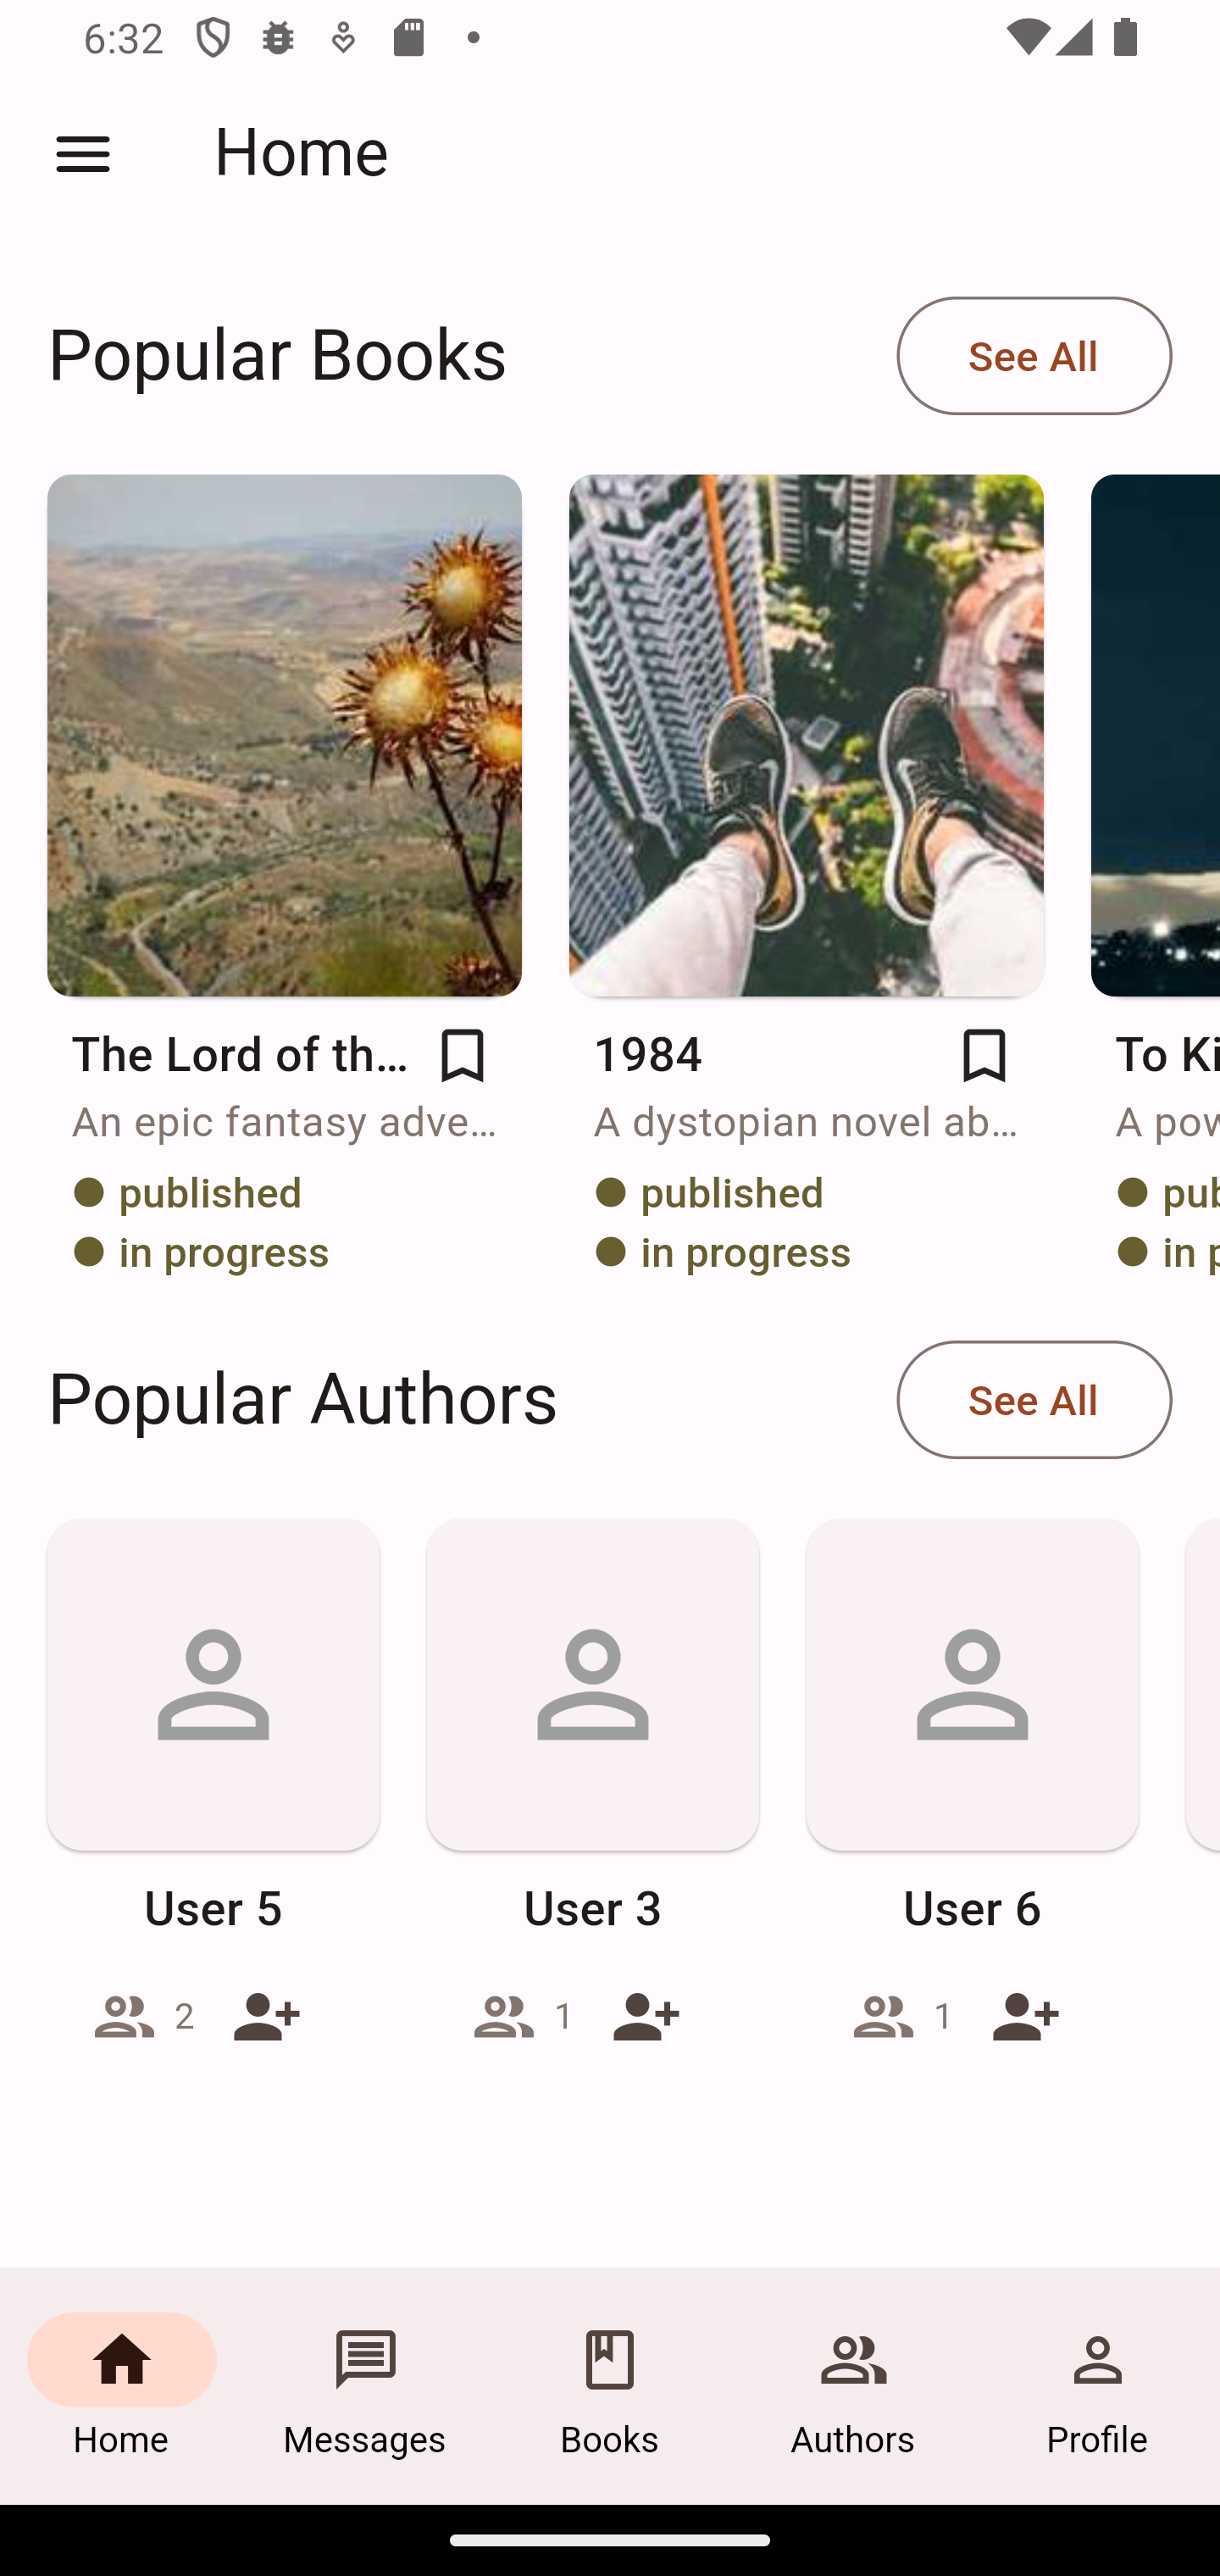 6:32
Home
Popular Books
See All
The Lord of th...
An epic fantasy adve...
published
in progress
1984
A dystopian novel ab...
published
in progress
To Ki
A pow
pub
in p
Popular Authors
See All
User 5
2
User 3
1
User 6
1
Home
Messages
Books
Authors
Profile